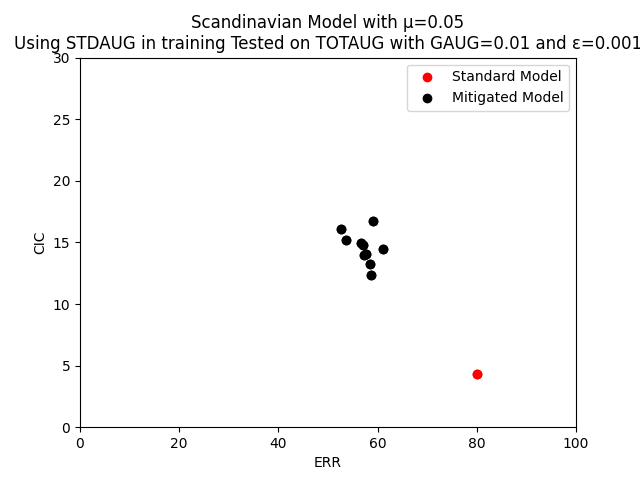 Scandinavian Model with μ=0.05
Using STDAUG in training Tested on TOTAUG with GAUG=0.01 and ε=0.001
Standard Model
Mitigated Model
30
25
20
15
10
5
0
CIC
0 20 40 60 80 100
ERR